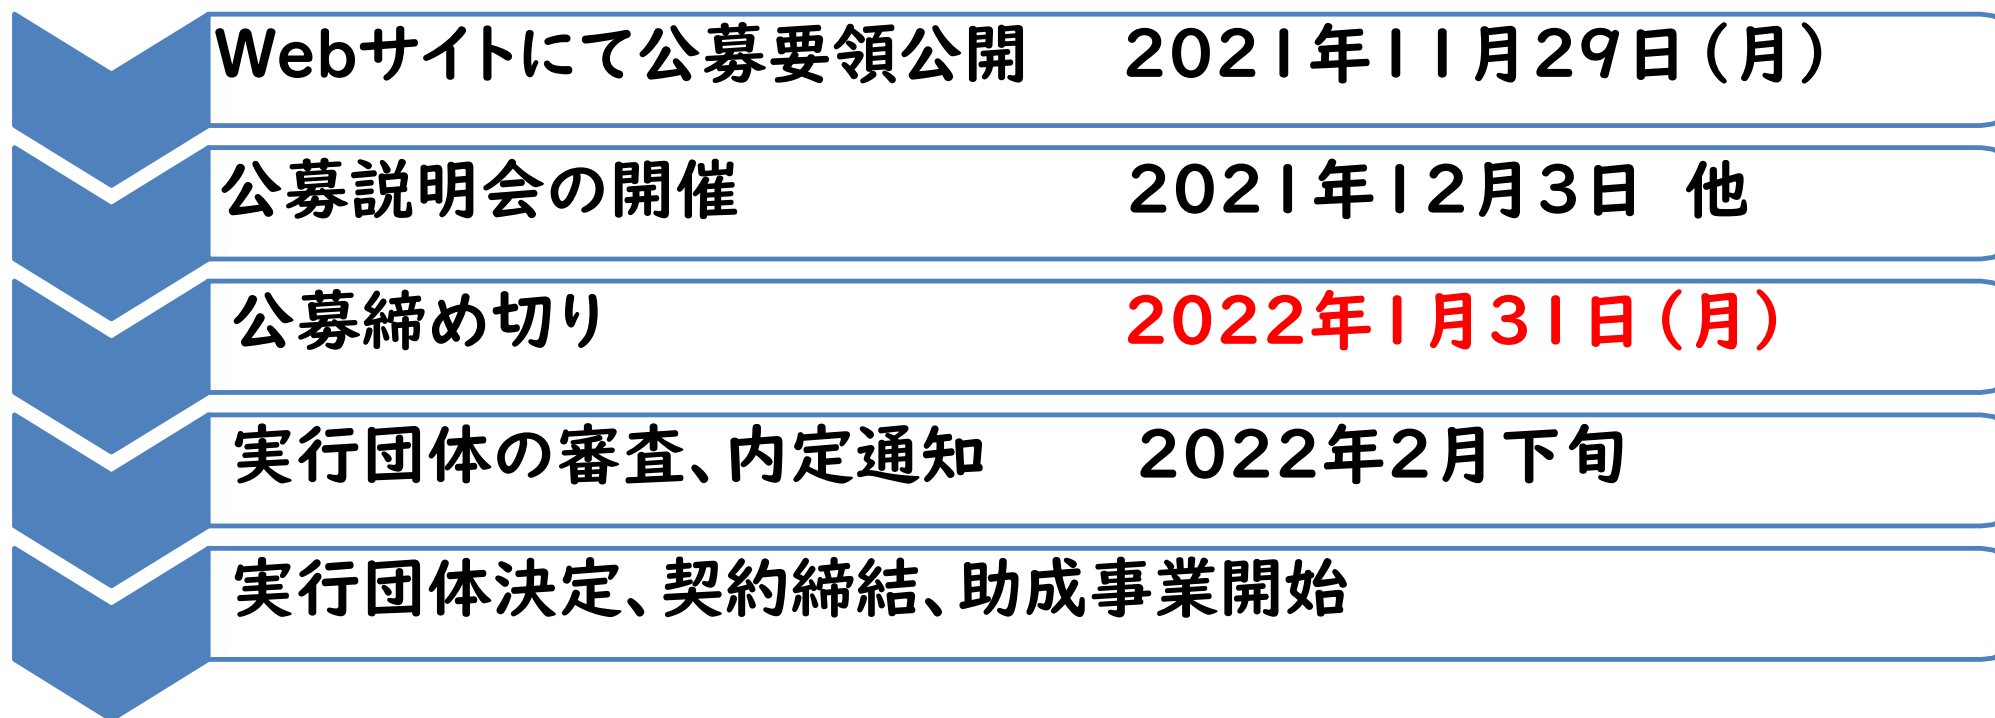 Webサイトにて公募要領公開　2021年11月29日（月）
公募説明会の開催　2021年12月3日　他
公募締め切り　2022年1月31日（月）
実行団体の審査、内定通知　2022年2月下旬
実行団体決定、契約締結、助成事業開始